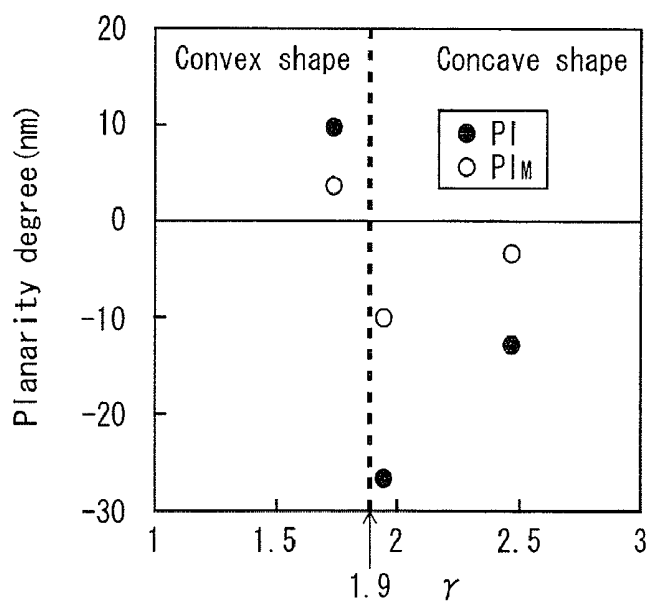 Convex shape
Concave shape
PI
PIM
Planarity degree(nm)
20
10
0
-10
-20
-30
1
1.5
2
2.5
3
1.9
γ